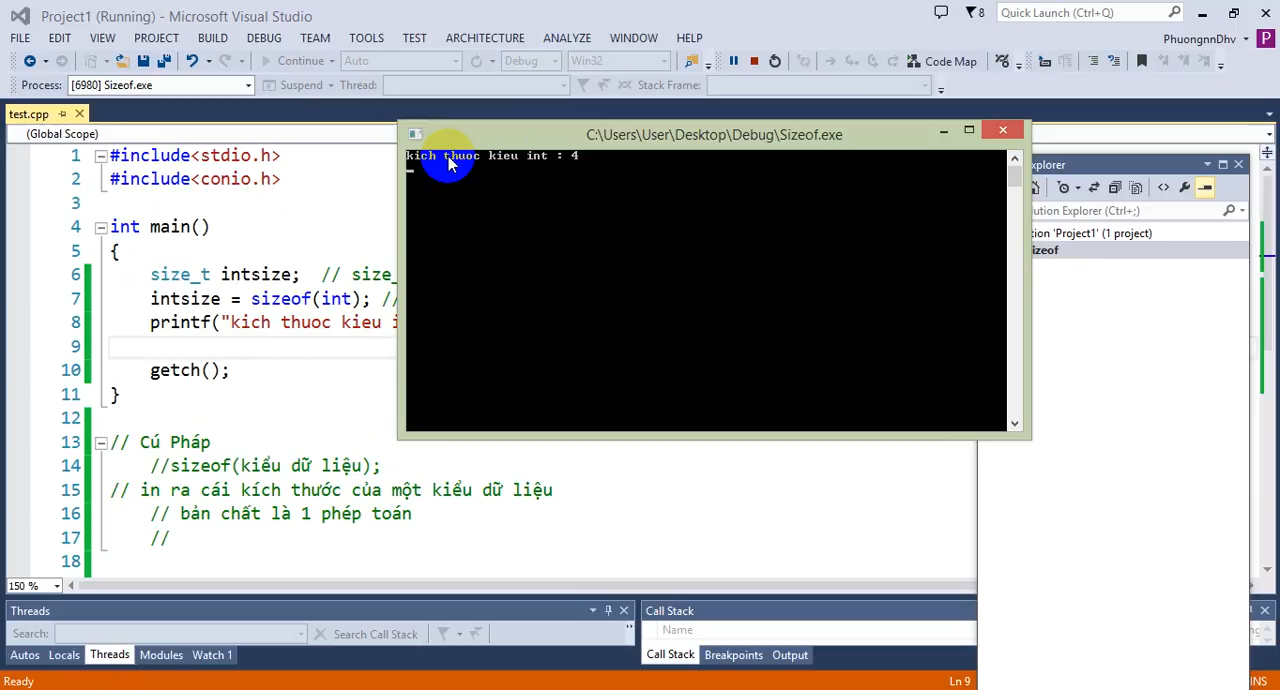 Project1 (Running) - Microsoft Visual Studio
8
Quick Launch (Ctrl+Q)
FILE EDIT VIEW PROJECT BUILD DEBUG TEAM TOOLS TEST ARCHITECTURE ANALYZE WINDOW HELP
PhuongnnDhv
P
Continue Auto Debug Win32 Code Map
Process: [6980] Sizeof.exe Suspend Thread: Stack Frame:
test.cpp
(Global Scope)
C:\Users\User\Desktop\Debug\Sizeof.exe
kich thuoc kieu int : 4
1 #include<stdio.h>
2 #include<conio.h>
3
4 int main()
5 {
6 size_t intsize; // size_
7 intsize = sizeof(int); //
8 printf("kich thuoc kieu i
9
10 getch();
11 }
12
13 // Cú Pháp
14 //sizeof(kiểu dữ liệu);
15 // in ra cái kích thước của một kiểu dữ liệu
16 // bản chất là 1 phép toán
17 //
18
xplorer
ution Explorer (Ctrl+;)
tion 'Project1' (1 project)
izeof
150 %
Threads
Search: Search Call Stack
Autos Locals Threads Modules Watch 1
Call Stack
Name
Call Stack Breakpoints Output
Ready
Ln 9
INS